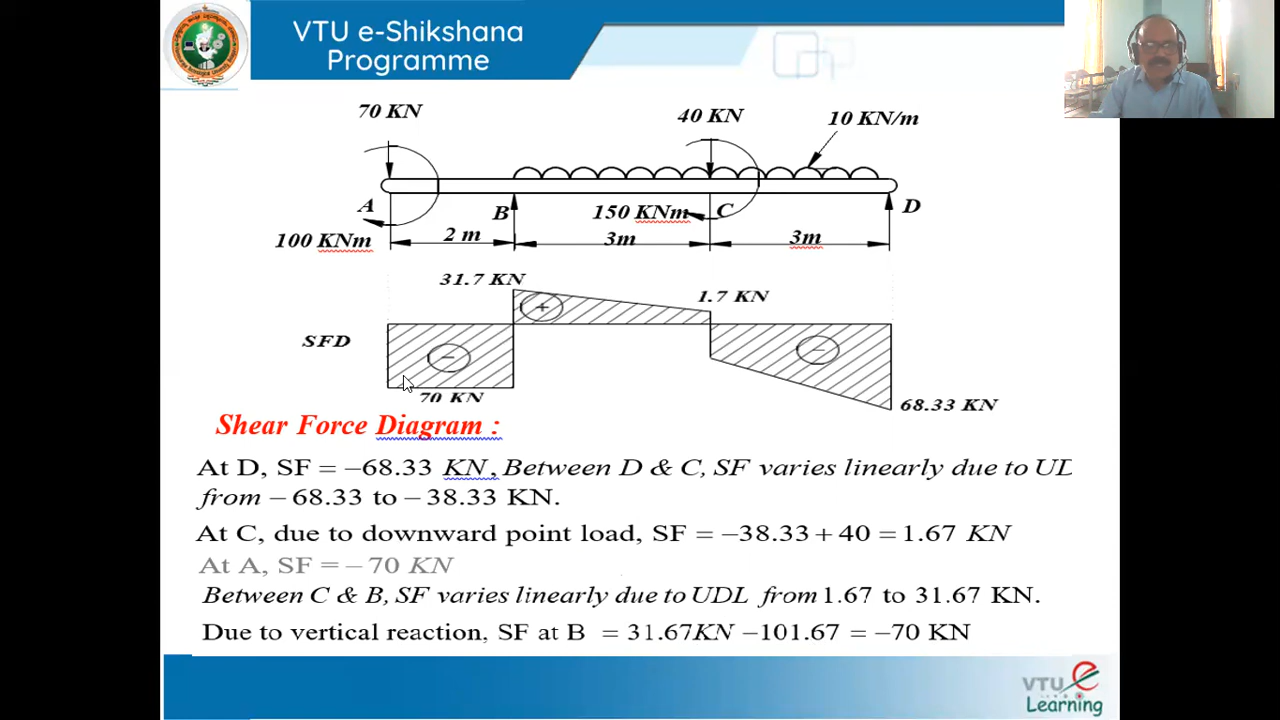 VTU e-Shikshana
Programme
70 KN
40 KN
10 KN/m
A
B
150 KNm
C
D
100 KNm
2 m
3m
3m
31.7 KN
1.7 KN
+
SFD
−
−
70 KN
68.33 KN
Shear Force Diagram :
At D, SF = −68.33 KN, Between D & C, SF varies linearly due to UD
from − 68.33 to − 38.33 KN.
At C, due to downward point load, SF = −38.33 + 40 = 1.67 KN
At A, SF = − 70 KN
Between C & B, SF varies linearly due to UDL from 1.67 to 31.67 KN.
Due to vertical reaction, SF at B = 31.67KN −101.67 = −70 KN
VTU e
Learning